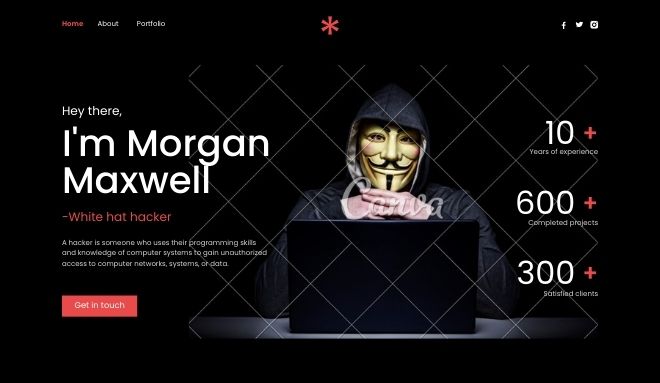 Home About Portfolio
Hey there,
I'm Morgan
Maxwell
-White hat hacker
A hacker is someone who uses their programming skills
and knowledge of computer systems to gain unauthorized
access to computer networks, systems, or data.
Get in touch
10 +
Years of experience
600 +
Completed projects
300 +
Satisfied clients
Canva